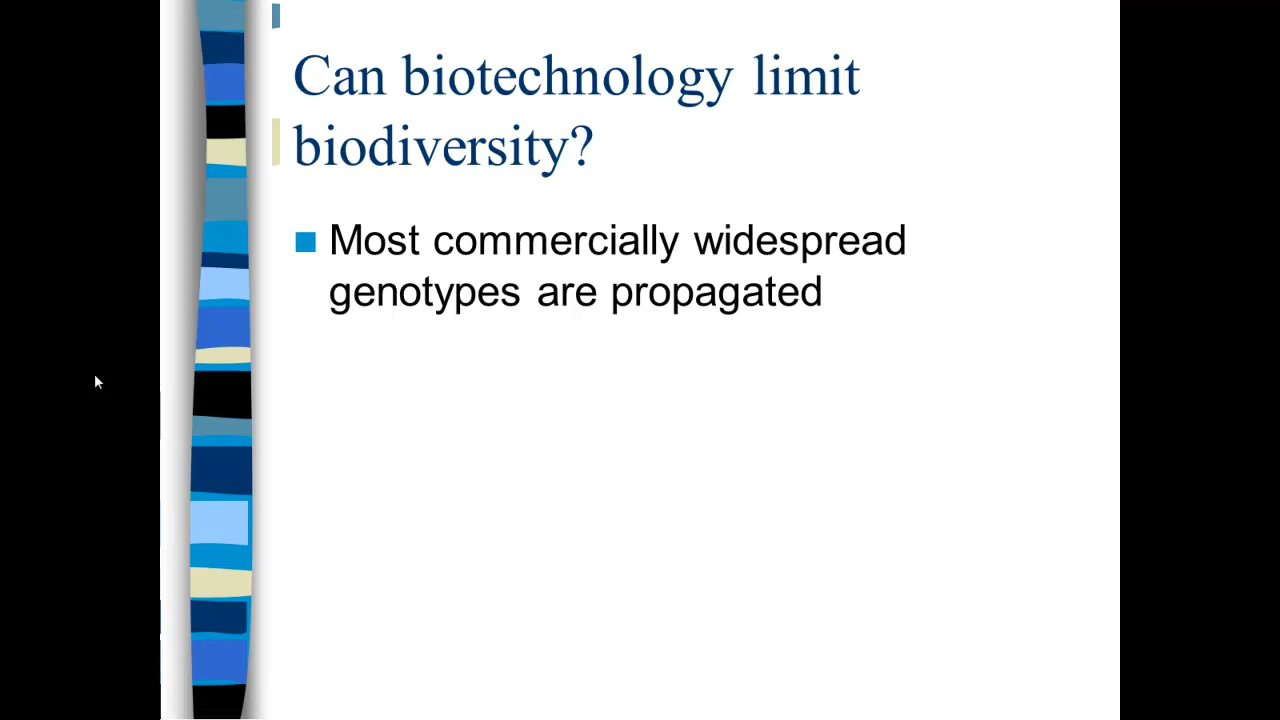 Can biotechnology limit
biodiversity?
Most commercially widespread
genotypes are propagated